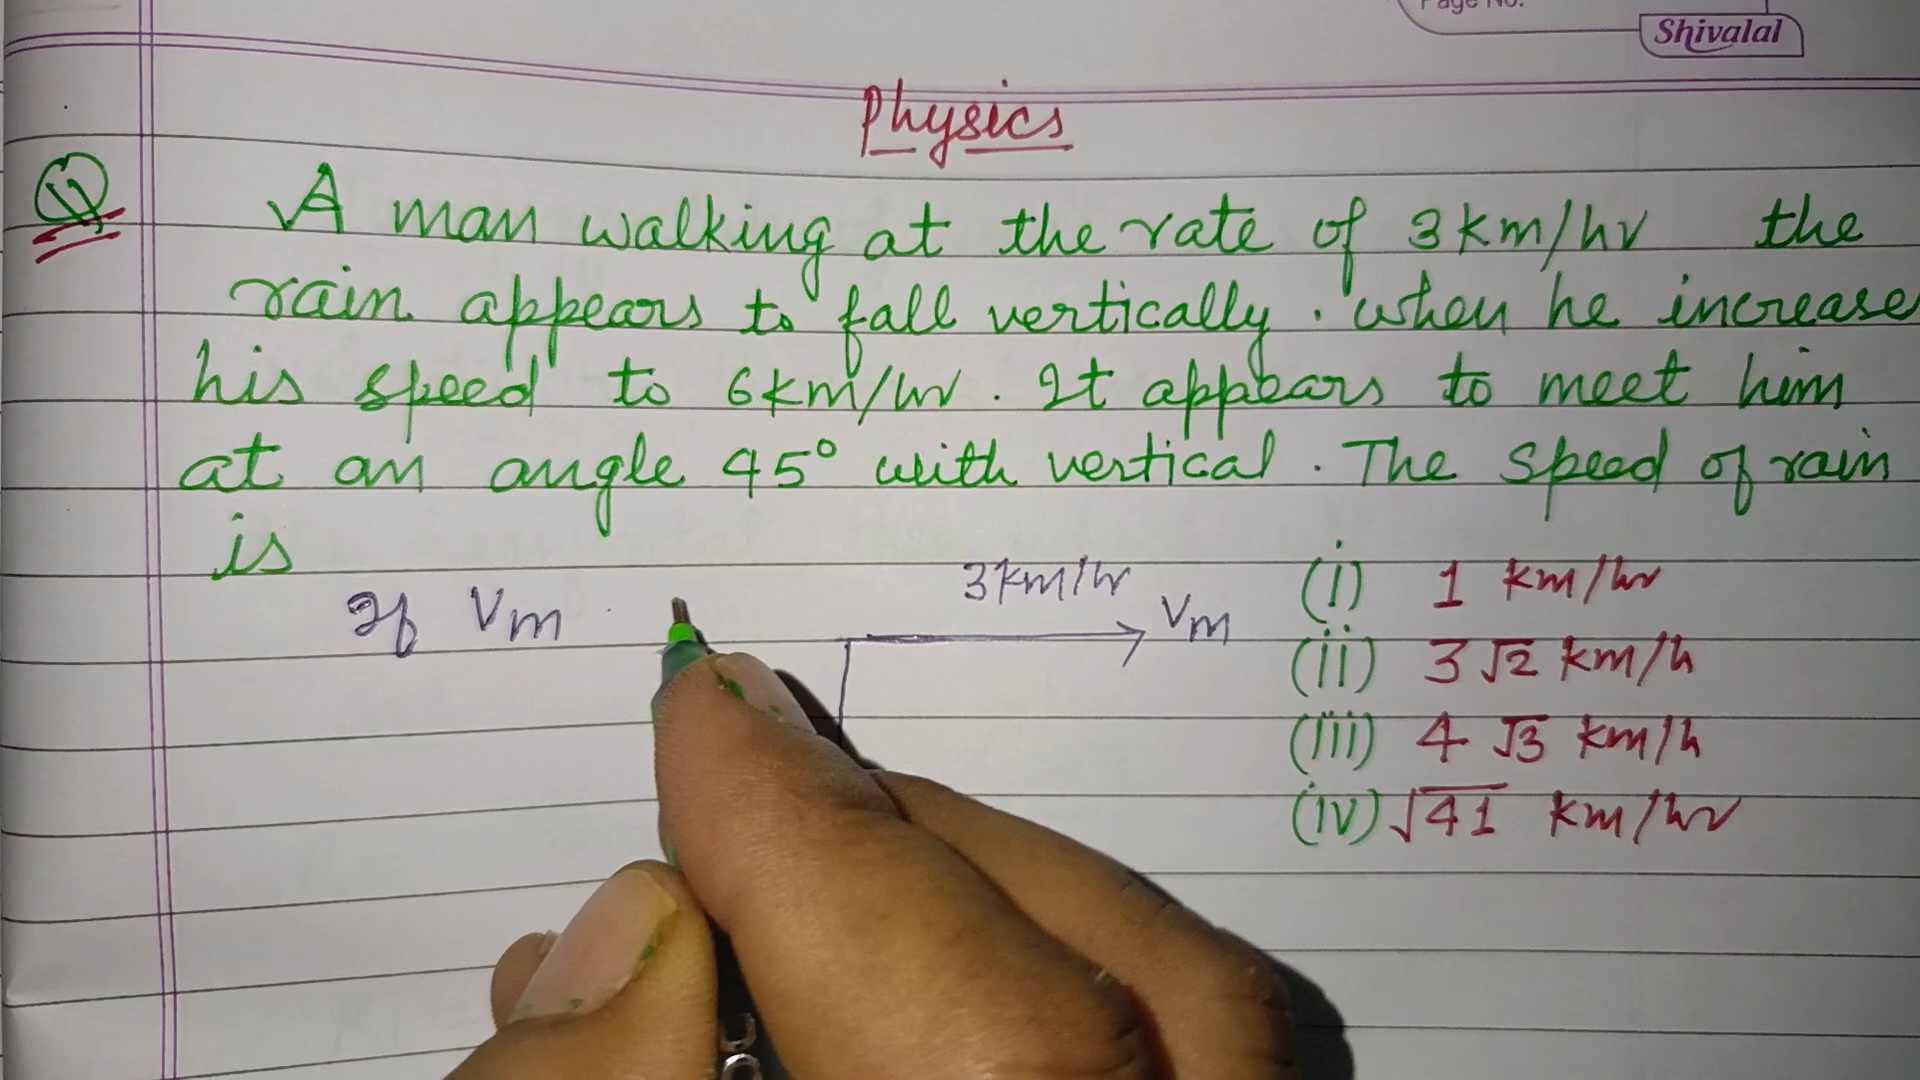 Page No.
Shivalal
Physics
Q A man walking at the rate of 3km/hr the
rain appears to fall vertically. when he increase
his speed to 6km/hr. It appears to meet him
at an angle 45° with vertical. The speed of rain
is
If Vm
3km/hr
Vm
(i) 1 km/hr
(ii) 3√2 km/h
(iii) 4√3 km/h
(iv) √41 km/hr